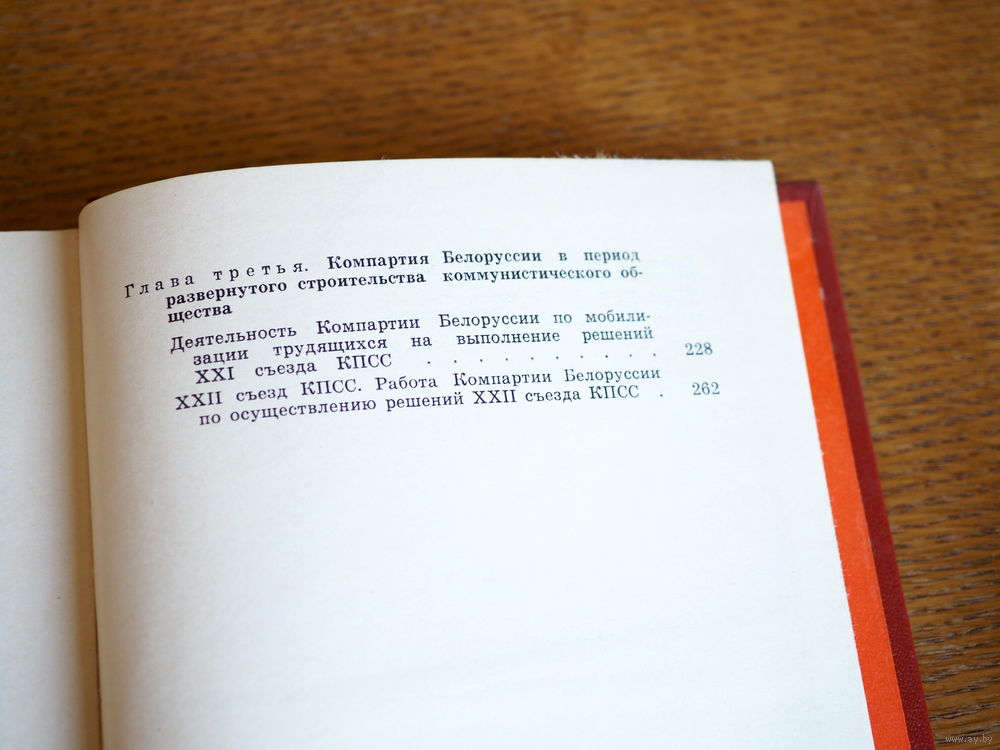 Глава третья. Компартия Белоруссии в период
развернутого строительства коммунистического об-
щества
Деятельность Компартии Белоруссии по мобили-
зации трудящихся на выполнение решений
XXI съезда КПСС . . . . . . . . . . 228
XXII съезд КПСС. Работа Компартии Белоруссии
по осуществлению решений XXII съезда КПСС . 262
www.ay.by